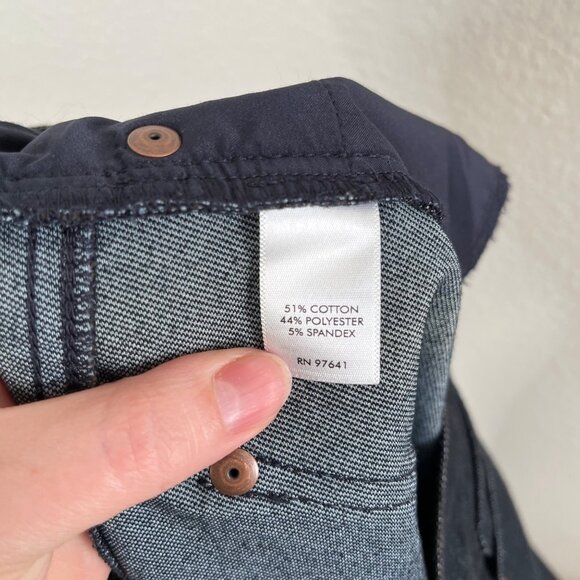 51% COTTON
44% POLYESTER
5% SPANDEX
RN 97641